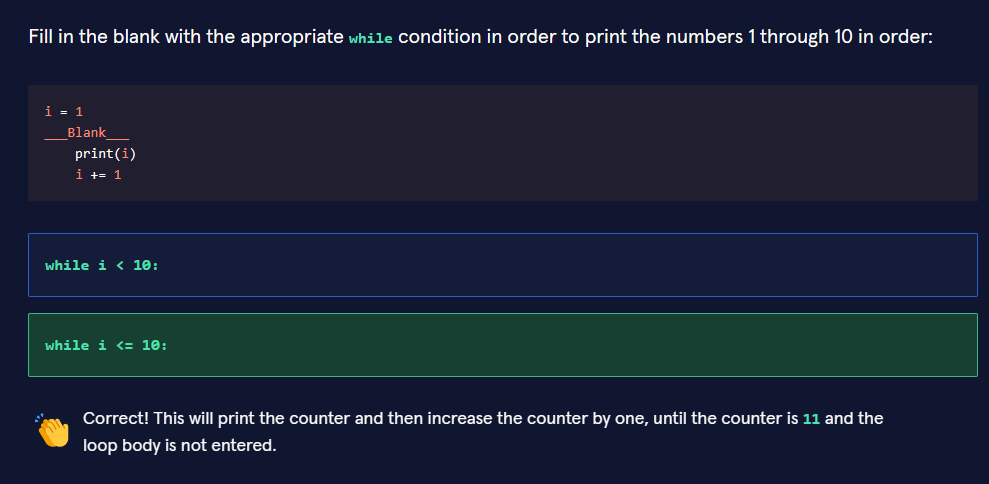 Fill in the blank with the appropriate while condition in order to print the numbers 1 through 10 in order:
i = 1
___Blank___
    print(i)
    i += 1
while i < 10:
while i <= 10:
Correct! This will print the counter and then increase the counter by one, until the counter is 11 and the
loop body is not entered.